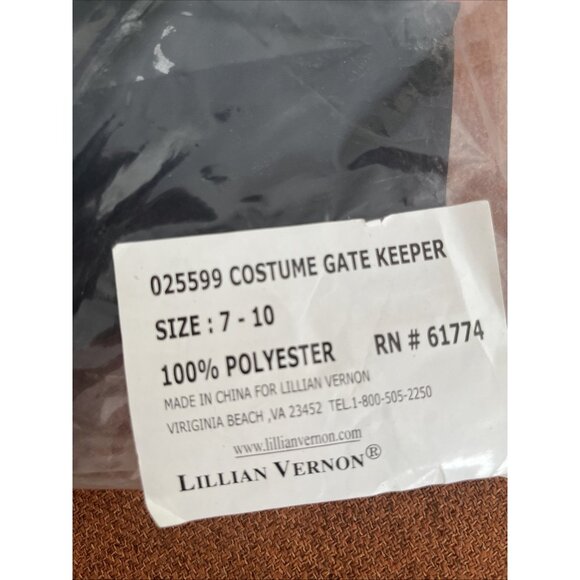 025599 COSTUME GATE KEEPER
SIZE : 7 - 10
100% POLYESTER RN # 61774
MADE IN CHINA FOR LILLIAN VERNON
VIRIGINIA BEACH ,VA 23452 TEL.1-800-505-2250
www.lillianvernon.com
LILLIAN VERNON®